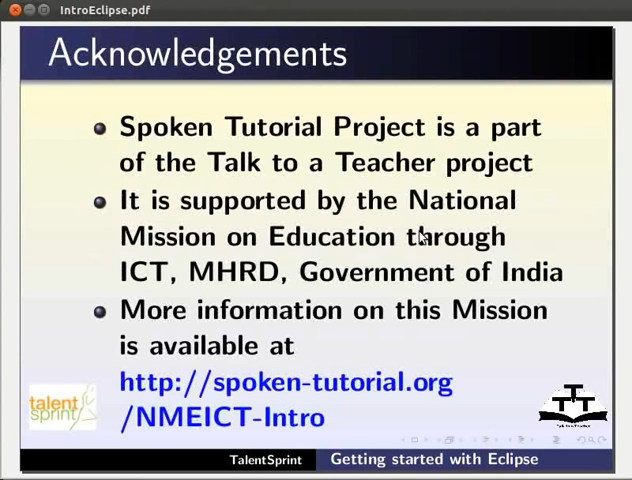 IntroEclipse.pdf
Acknowledgements
Spoken Tutorial Project is a part
of the Talk to a Teacher project
It is supported by the National
Mission on Education through
ICT, MHRD, Government of India
More information on this Mission
is available at
http://spoken-tutorial.org
/NMEICT-Intro
talent
sprint
TalentSprint
Getting started with Eclipse